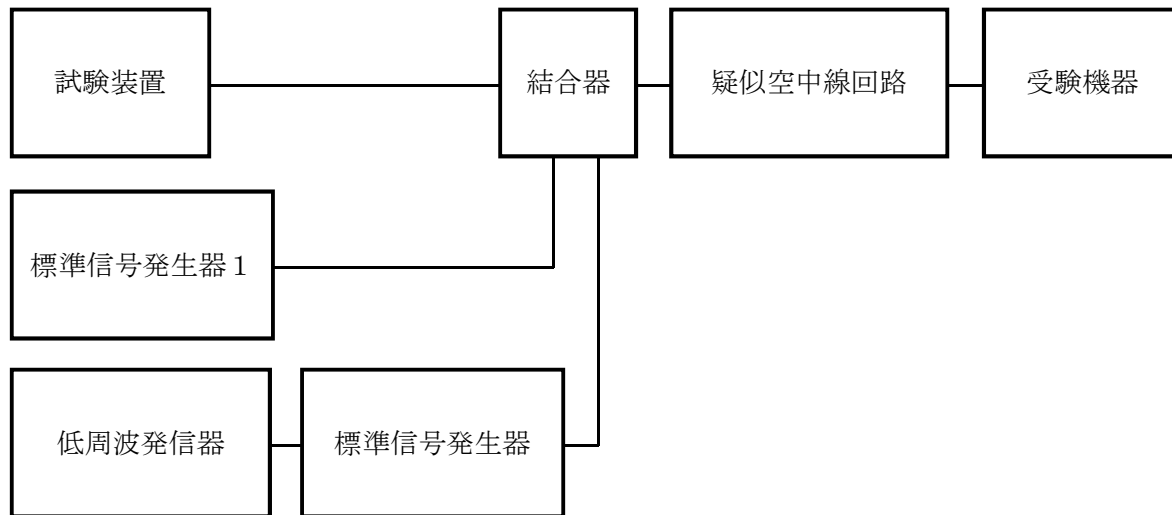 試験装置
結合器
疑似空中線回路
受験機器
標準信号発生器１
低周波発信器
標準信号発生器